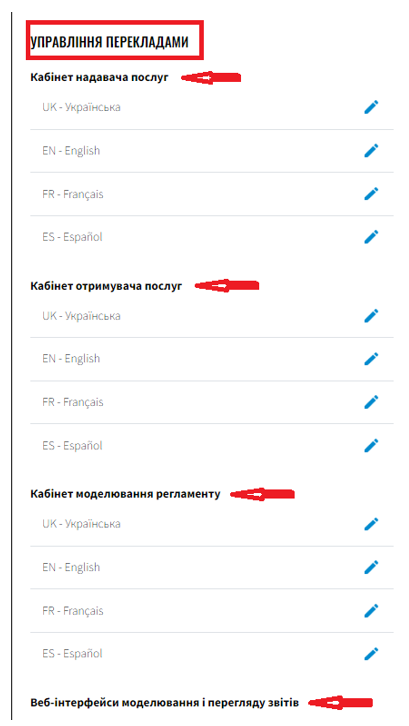 УПРАВЛІННЯ ПЕРЕКЛАДАМИ
Кабінет надавача послуг
UK - Українська
EN - English
FR - Français
ES - Español
Кабінет отримувача послуг
UK - Українська
EN - English
FR - Français
ES - Español
Кабінет моделювання регламенту
UK - Українська
EN - English
FR - Français
ES - Español
Веб-інтерфейси моделювання і перегляду звітів